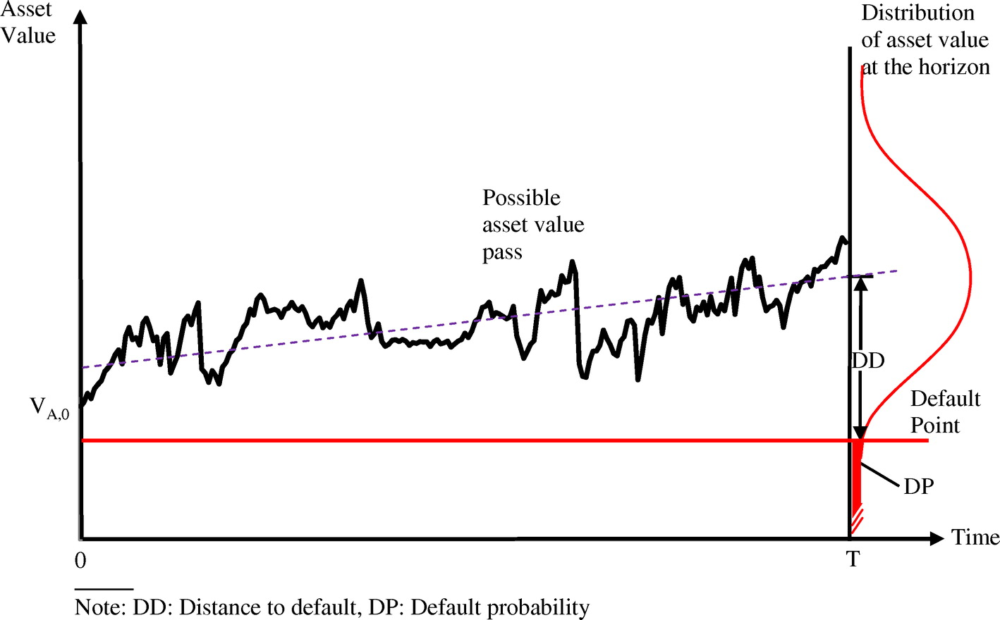 Asset
Value
Distribution
of asset value
at the horizon
Possible
asset value
pass
DD
V A,0
Default
Point
DP
Time
0
T
Note: DD: Distance to default, DP: Default probability